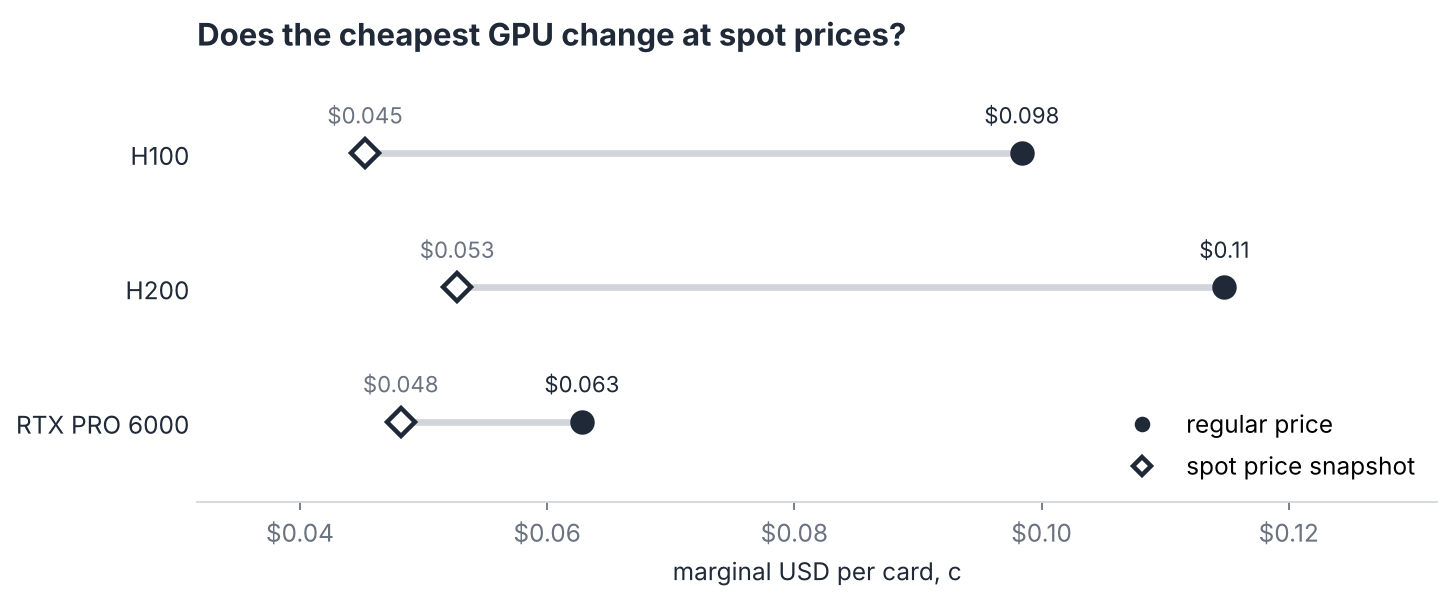 Does the cheapest GPU change at spot prices?
$0.045 $0.098
H100
$0.053 $0.11
H200
$0.048 $0.063
RTX PRO 6000
regular price
spot price snapshot
$0.04 $0.06 $0.08 $0.10 $0.12
marginal USD per card, c